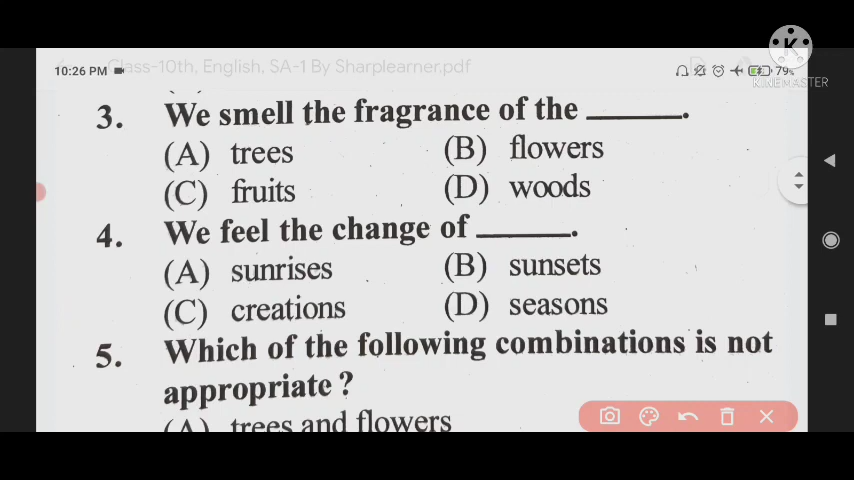 Class-10th, English, SA-1 By Sharplearner.pdf
10:26 PM
79%
K
KINEMASTER
3. We smell the fragrance of the ______.
(A) trees (B) flowers
(C) fruits (D) woods
4. We feel the change of ______.
(A) sunrises (B) sunsets
(C) creations (D) seasons
5. Which of the following combinations is not
appropriate ?
(A) trees and flowers